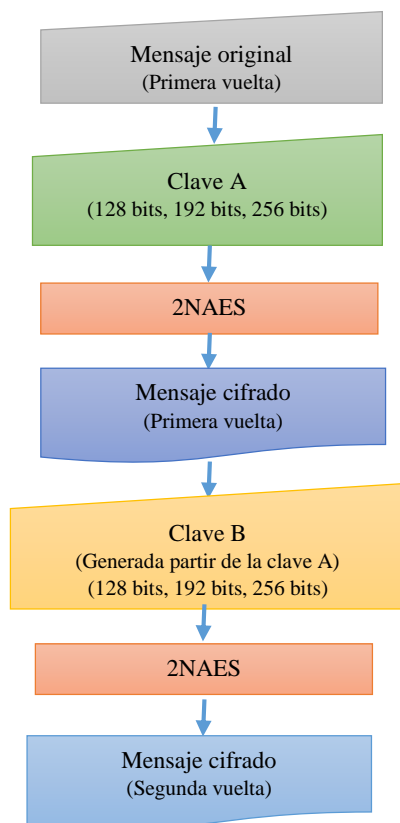 Mensaje original
(Primera vuelta)
Clave A
(128 bits, 192 bits, 256 bits)
2NAES
Mensaje cifrado
(Primera vuelta)
Clave B
(Generada partir de la clave A)
(128 bits, 192 bits, 256 bits)
2NAES
Mensaje cifrado
(Segunda vuelta)